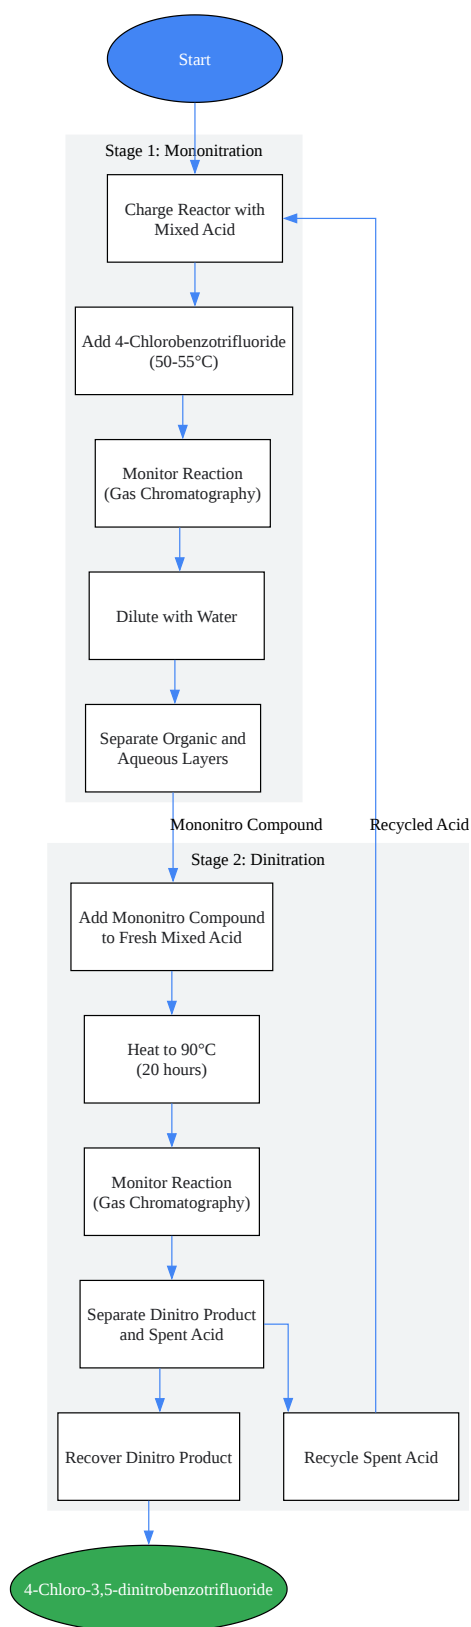 Start
Stage 1: Mononitration
Charge Reactor with
Mixed Acid
Add 4-Chlorobenzotrifluoride
(50-55°C)
Monitor Reaction
(Gas Chromatography)
Dilute with Water
Separate Organic and
Aqueous Layers
Mononitro Compound
Recycled Acid
Stage 2: Dinitration
Add Mononitro Compound
to Fresh Mixed Acid
Heat to 90°C
(20 hours)
Monitor Reaction
(Gas Chromatography)
Separate Dinitro Product
and Spent Acid
Recover Dinitro Product
Recycle Spent Acid
4-Chloro-3,5-dinitrobenzotrifluoride